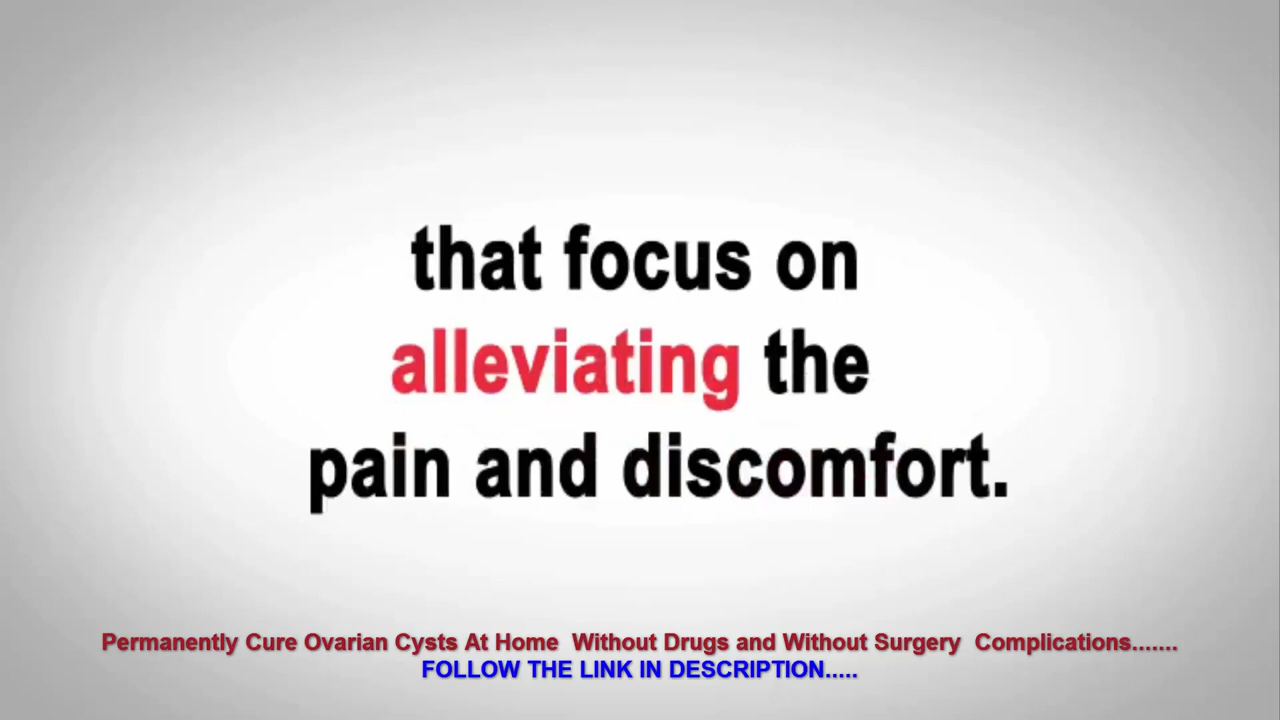 that focus on
alleviating the
pain and discomfort.
Permanently Cure Ovarian Cysts At Home  Without Drugs and Without Surgery  Complications.......
FOLLOW THE LINK IN DESCRIPTION.....